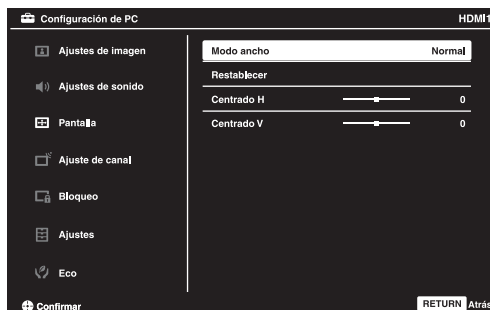 Configuración de PC HDMI1
Ajustes de imagen
Ajustes de sonido
Pantalla
Ajuste de canal
Bloqueo
Ajustes
Eco
Modo ancho Normal
Restablecer
Centrado H 0
Centrado V 0
Confirmar RETURN Atrás